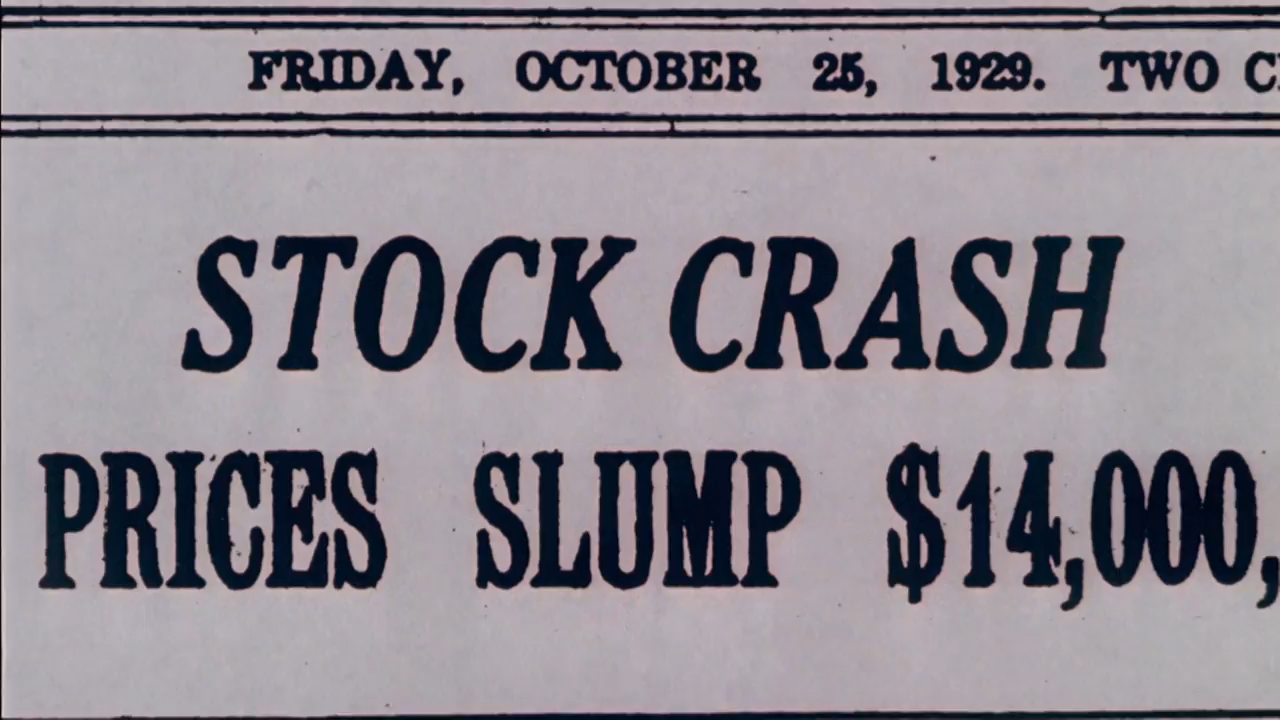 FRIDAY, OCTOBER 25, 1929. TWO
STOCK CRASH
PRICES SLUMP $14,000,